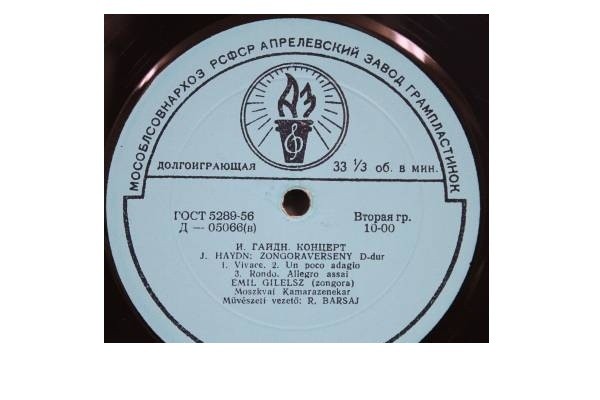 МОСОБЛСОВНАРХОЗ РСФСР АПРЕЛЕВСКИЙ ЗАВОД ГРАМПЛАСТИНОК
АЗ
ДОЛГОИГРАЮЩАЯ 33 ⅓ об. в мин.
ГОСТ 5289-56 Вторая гр.
Д — 05066(в) 10-00
И. ГАЙДН. КОНЦЕРТ
J. HAYDN: ZONGORAVERSENY D-dur
1. Vivace. 2. Un poco adagio
3. Rondo. Allegro assai
EMIL GILELSZ (zongora)
Moszkvai Kamarazenekar
Művészeti vezető: R. BARSAJ